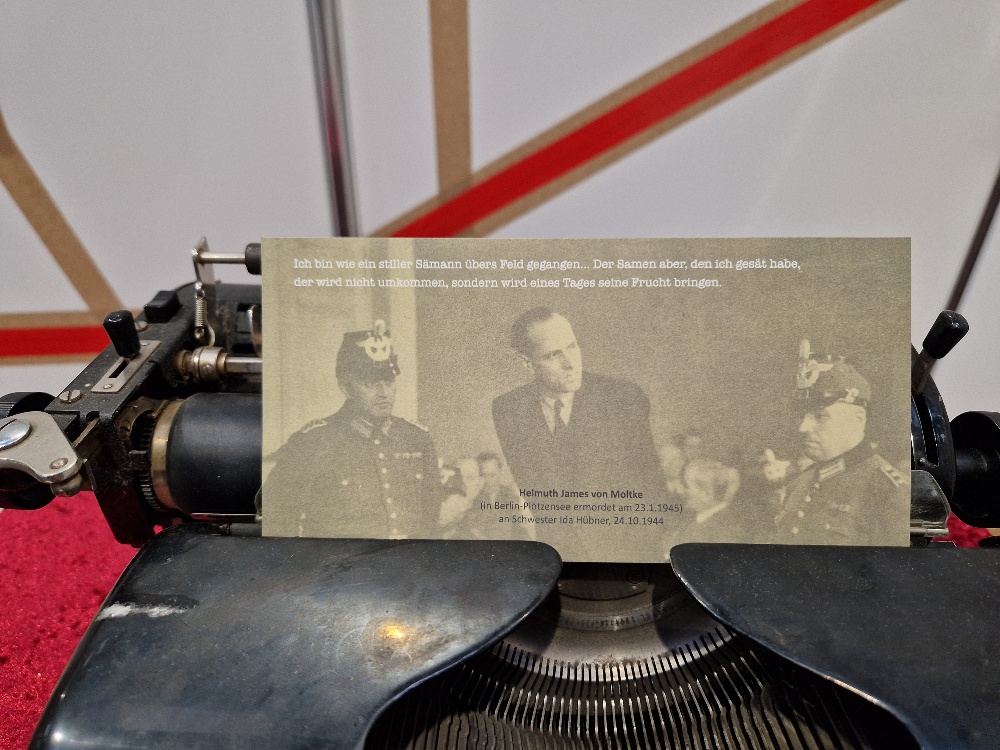 Ich bin wie ein stiller Sämann übers Feld gegangen... Der Samen aber, den ich gesät habe,
der wird nicht umkommen, sondern wird eines Tages seine Frucht bringen.
Helmuth James von Moltke
(in Berlin-Plötzensee ermordet am 23.1.1945)
an Schwester Ida Hübner, 24.10.1944